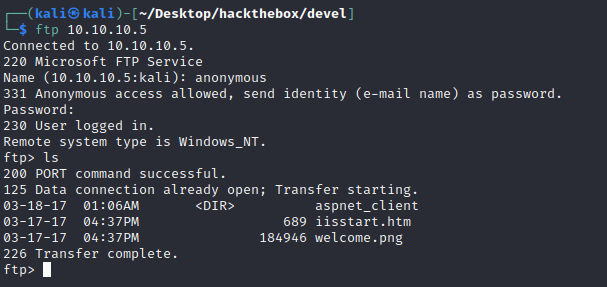 ┌──(kali㉿kali)-[~/Desktop/hackthebox/devel]
└─$ ftp 10.10.10.5
Connected to 10.10.10.5.
220 Microsoft FTP Service
Name (10.10.10.5:kali): anonymous
331 Anonymous access allowed, send identity (e-mail name) as password.
Password:
230 User logged in.
Remote system type is Windows_NT.
ftp> ls
200 PORT command successful.
125 Data connection already open; Transfer starting.
03-18-17  01:06AM       <DIR>          aspnet_client
03-17-17  04:37PM                  689 iisstart.htm
03-17-17  04:37PM               184946 welcome.png
226 Transfer complete.
ftp>